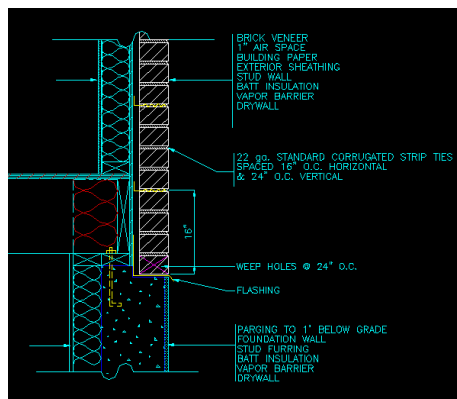 BRICK VENEER
1" AIR SPACE
BUILDING PAPER
EXTERIOR SHEATHING
STUD WALL
BATT INSULATION
VAPOR BARRIER
DRYWALL
22 ga. STANDARD CORRUGATED STRIP TIES
SPACED 16" O.C. HORIZONTAL
& 24" O.C. VERTICAL
16"
WEEP HOLES @ 24" O.C.
FLASHING
PARGING TO 1' BELOW GRADE
FOUNDATION WALL
STUD FURRING
BATT INSULATION
VAPOR BARRIER
DRYWALL